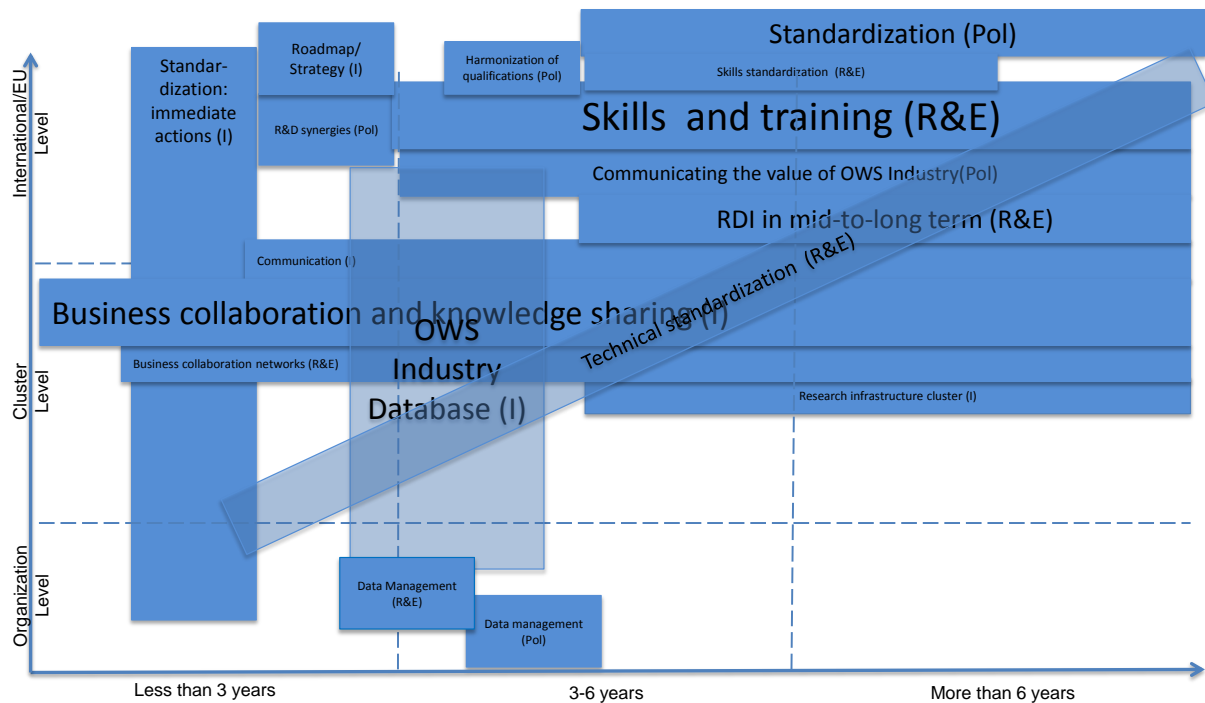 Standardization (Pol)
Roadmap/
Strategy (I)
Harmonization of
qualifications (Pol)
Standar-
dization:
immediate
actions (I)
Skills standardization (R&E)
International/EU
Level
R&D synergies (Pol)
Skills and training (R&E)
Communicating the value of OWS Industry(Pol)
RDI in mid-to-long term (R&E)
Communication (I)
Technical standardization (R&E)
Business collaboration and knowledge sharing (I)
OWS
Industry
Database (I)
Business collaboration networks (R&E)
Cluster
Level
Research infrastructure cluster (I)
Organization
Level
Data Management
(R&E)
Data management
(Pol)
Less than 3 years
3-6 years
More than 6 years